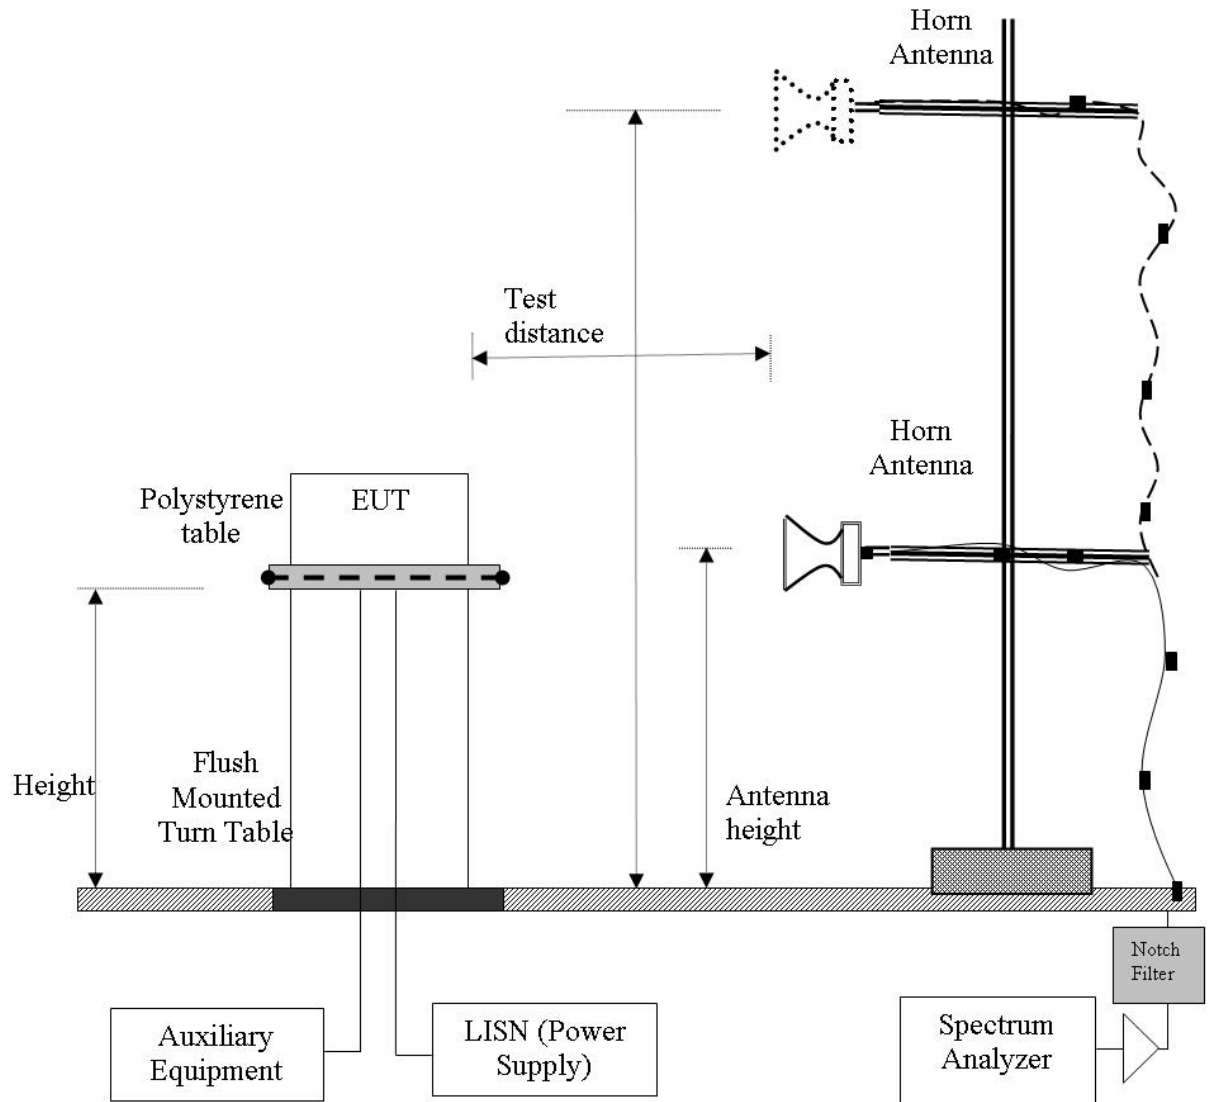 Horn
Antenna
Test
distance
Horn
Antenna
Polystyrene
table
EUT
Height
Flush
Mounted
Turn Table
Antenna
height
Notch
Filter
Auxiliary
Equipment
LISN (Power
Supply)
Spectrum
Analyzer